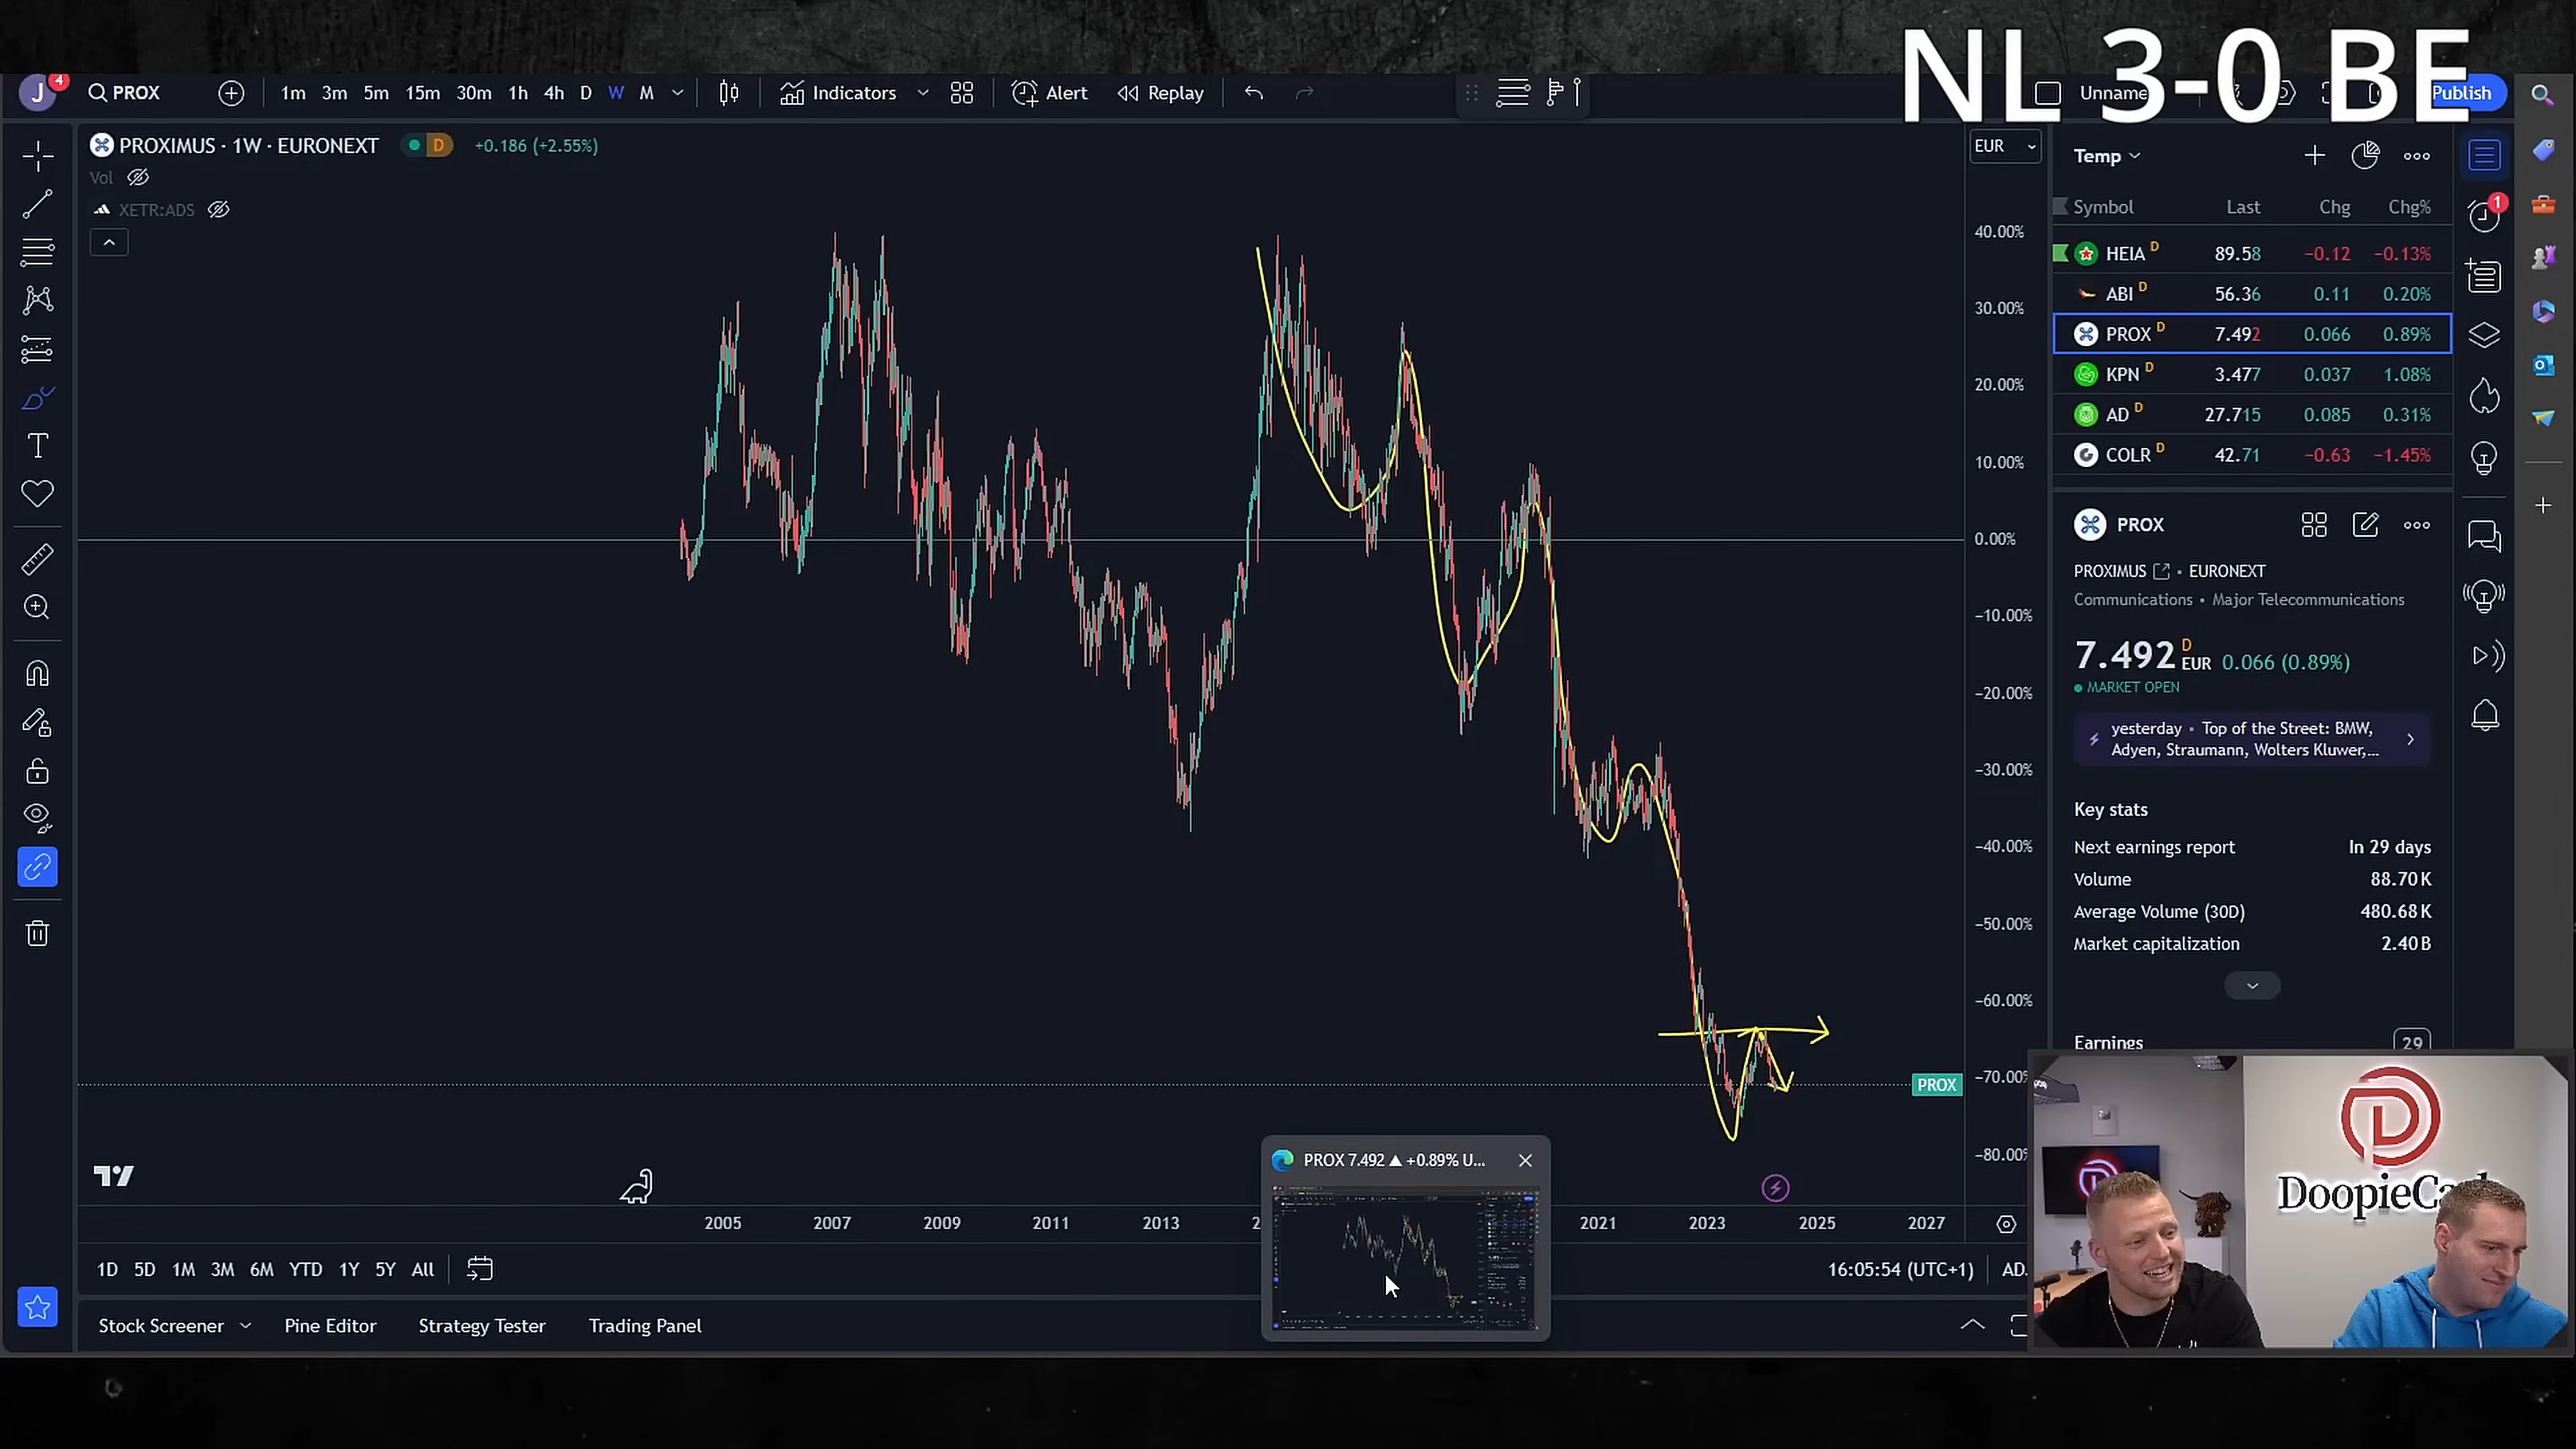 NL 3-0 BE
J
4
PROX
1m 3m 5m 15m 30m 1h 4h D W M
Indicators
Alert
Replay
Unname
Publish
PROXIMUS · 1W · EURONEXT
D
+0.186 (+2.55%)
Vol
XETR:ADS
EUR
40.00%
30.00%
20.00%
10.00%
0.00%
−10.00%
−20.00%
−30.00%
−40.00%
−50.00%
−60.00%
−70.00%
−80.00%
PROX
Temp
Symbol Last Chg Chg%
HEIA D 89.58 −0.12 −0.13%
ABI D 56.36 0.11 0.20%
PROX D 7.492 0.066 0.89%
KPN D 3.477 0.037 1.08%
AD D 27.715 0.085 0.31%
COLR D 42.71 −0.63 −1.45%
1
PROX
PROXIMUS • EURONEXT
Communications • Major Telecommunications
7.492 D EUR 0.066 (0.89%)
MARKET OPEN
yesterday • Top of the Street: BMW,
Adyen, Straumann, Wolters Kluwer,...
Key stats
Next earnings report In 29 days
Volume 88.70K
Average Volume (30D) 480.68K
Market capitalization 2.40B
Earnings 29
PROX 7.492 ▲ +0.89% U...
2005 2007 2009 2011 2013 2021 2023 2025 2027
1D 5D 1M 3M 6M YTD 1Y 5Y All
16:05:54 (UTC+1)
Stock Screener Pine Editor Strategy Tester Trading Panel
DoopieCa